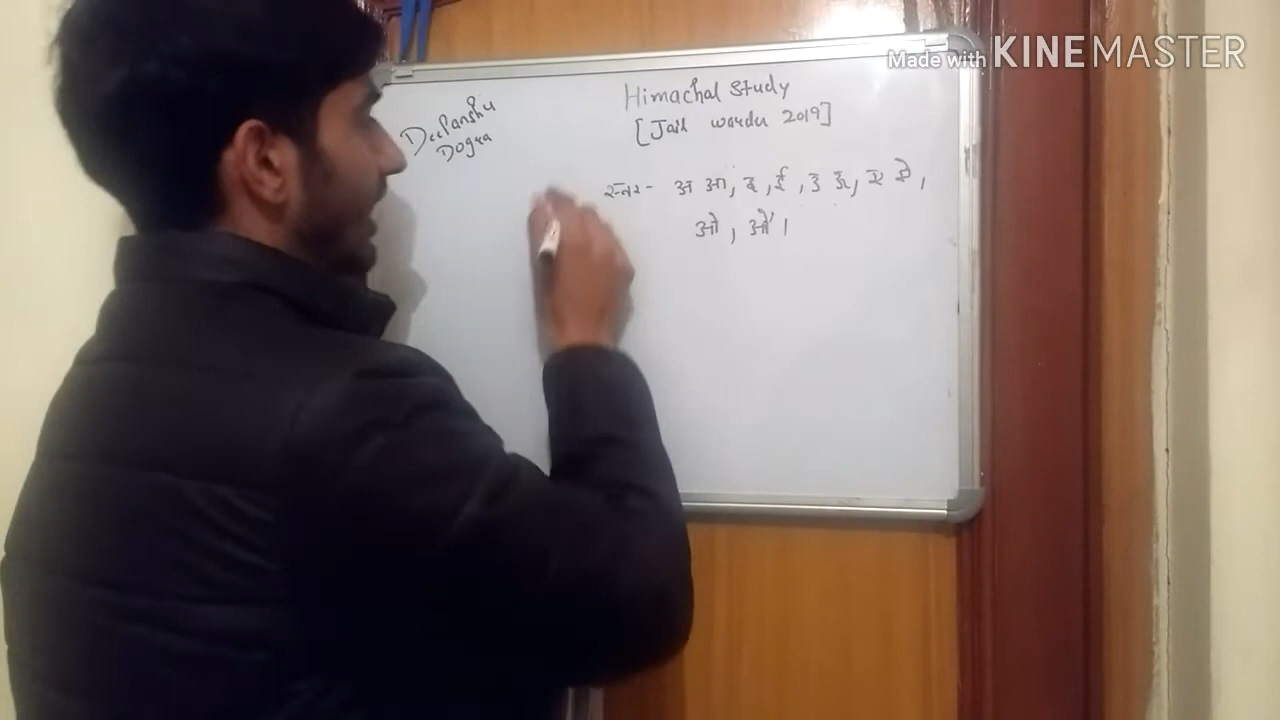 Made with KINEMASTER
Himachal Study
[Jail warder 2019]
Deepanshu
Dogra
स्वर - अ आ, इ, ई, उ ऊ, ए ऐ,
ओ, औ।